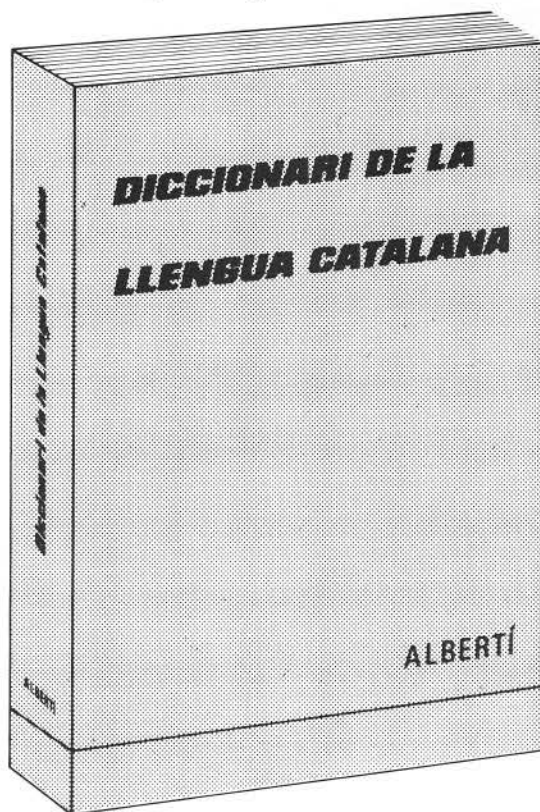 DICCIONARI DE LA
LLENGUA CATALANA
ALBERTÍ
Diccionari de la Llengua Catalana
ALBERTÍ